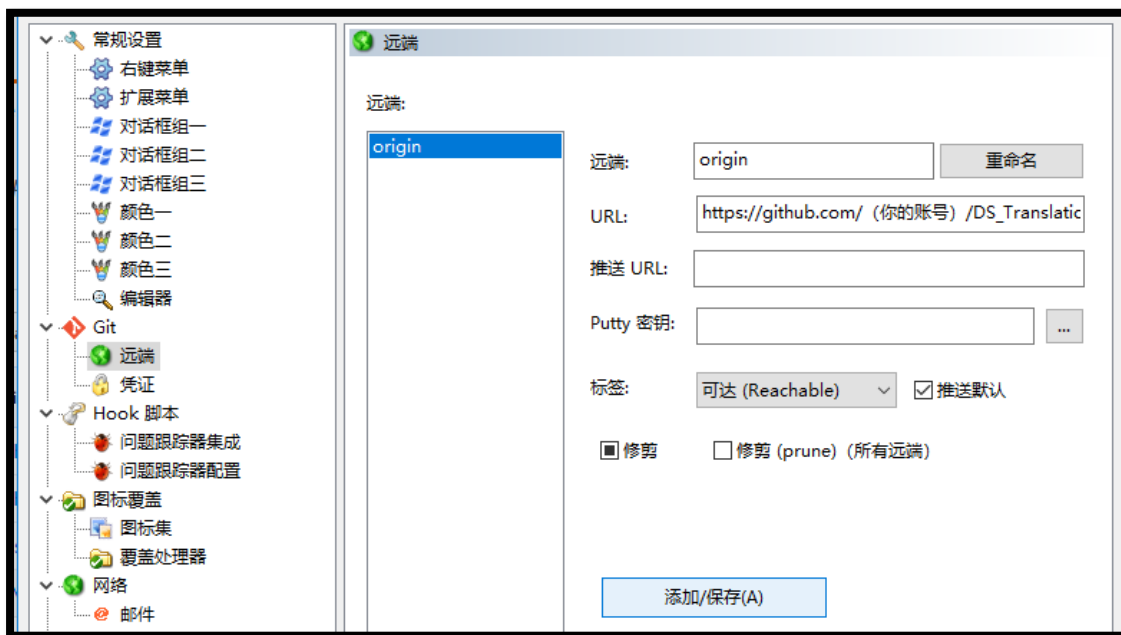 常规设置
右键菜单
扩展菜单
对话框组一
对话框组二
对话框组三
颜色一
颜色二
颜色三
编辑器
Git
远端
凭证
Hook 脚本
问题跟踪器集成
问题跟踪器配置
图标覆盖
图标集
覆盖处理器
网络
邮件
远端
远端:
origin
远端: origin 重命名
URL: https://github.com/（你的账号）/DS_Translatic
推送 URL:
Putty 密钥: ...
标签: 可达 (Reachable) 推送默认
修剪 修剪 (prune)（所有远端）
添加/保存(A)